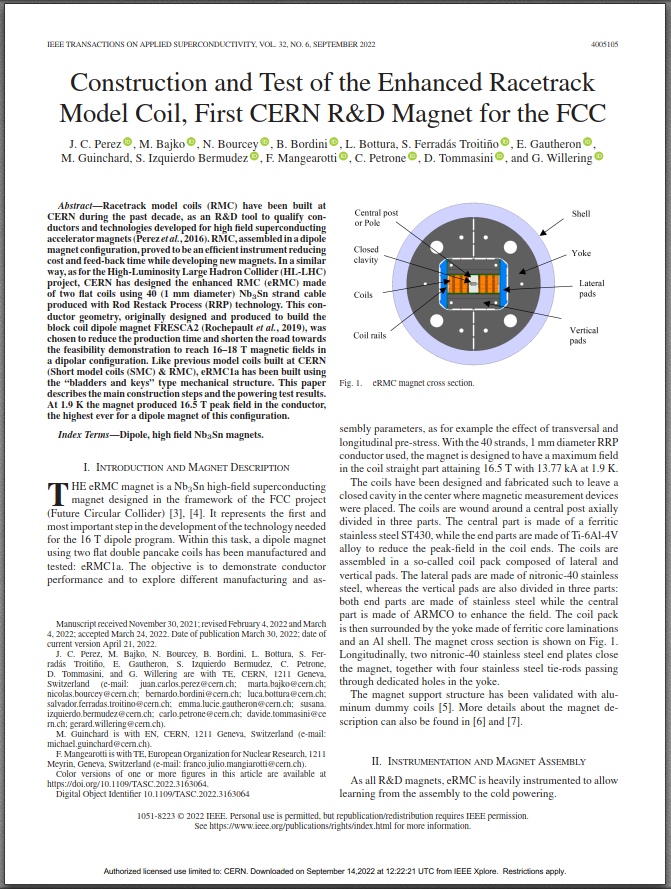 IEEE TRANSACTIONS ON APPLIED SUPERCONDUCTIVITY, VOL. 32, NO. 6, SEPTEMBER 2022
4005105
Construction and Test of the Enhanced Racetrack
Model Coil, First CERN R&D Magnet for the FCC
J. C. Perez, M. Bajko, N. Bourcey, B. Bordini, L. Bottura, S. Ferradás Troitiño, E. Gautheron,
M. Guinchard, S. Izquierdo Bermudez, F. Mangearotti, C. Petrone, D. Tommasini, and G. Willering
Abstract—Racetrack model coils (RMC) have been built at
CERN during the past decade, as an R&D tool to qualify con-
ductors and technologies developed for high field superconducting
accelerator magnets (Perez et al., 2016). RMC, assembled in a dipole
magnet configuration, proved to be an efficient instrument reducing
cost and feed-back time while developing new magnets. In a similar
way, as for the High-Luminosity Large Hadron Collider (HL-LHC)
project, CERN has designed the enhanced RMC (eRMC) made
of two flat coils using 40 (1 mm diameter) Nb3Sn strand cable
produced with Rod Restack Process (RRP) technology. This con-
ductor geometry, originally designed and produced to build the
block coil dipole magnet FRESCA2 (Rochepault et al., 2019), was
chosen to reduce the production time and shorten the road towards
the feasibility demonstration to reach 16–18 T magnetic fields in
a dipolar configuration. Like previous model coils built at CERN
(Short model coils (SMC) & RMC), eRMC1a has been built using
the “bladders and keys” type mechanical structure. This paper
describes the main construction steps and the powering test results.
At 1.9 K the magnet produced 16.5 T peak field in the conductor,
the highest ever for a dipole magnet of this configuration.
Index Terms—Dipole, high field Nb3Sn magnets.
I. INTRODUCTION AND MAGNET DESCRIPTION
THE eRMC magnet is a Nb3Sn high-field superconducting
magnet designed in the framework of the FCC project
(Future Circular Collider) [3], [4]. It represents the first and
most important step in the development of the technology needed
for the 16 T dipole program. Within this task, a dipole magnet
using two flat double pancake coils has been manufactured and
tested: eRMC1a. The objective is to demonstrate conductor
performance and to explore different manufacturing and as-
Manuscript received November 30, 2021; revised February 4, 2022 and March
4, 2022; accepted March 24, 2022. Date of publication March 30, 2022; date of
current version April 21, 2022.
J. C. Perez, M. Bajko, N. Bourcey, B. Bordini, L. Bottura, S. Fer-
radás Troitiño, E. Gautheron, S. Izquierdo Bermudez, C. Petrone,
D. Tommasini, and G. Willering are with TE, CERN, 1211 Geneva,
Switzerland (e-mail: juan.carlos.perez@cern.ch; marta.bajko@cern.ch;
nicolas.bourcey@cern.ch; bernardo.bordini@cern.ch; luca.bottura@cern.ch;
salvador.ferradas.troitino@cern.ch; emma.lucie.gautheron@cern.ch; susana.
izquierdo.bermudez@cern.ch; carlo.petrone@cern.ch; davide.tommasini@ce
rn.ch; gerard.willering@cern.ch).
M. Guinchard is with EN, CERN, 1211 Geneva, Switzerland (e-mail:
michael.guinchard@cern.ch).
F. Mangearotti is with TE, European Organization for Nuclear Research, 1211
Meyrin, Geneva, Switzerland (e-mail: franco.julio.mangiarotti@cern.ch).
Color versions of one or more figures in this article are available at
https://doi.org/10.1109/TASC.2022.3163064.
Digital Object Identifier 10.1109/TASC.2022.3163064
Central post
or Pole
Closed
clavity
Coils
Coil rails
Shell
Yoke
Lateral
pads
Vertical
pads
Fig. 1. eRMC magnet cross section.
sembly parameters, as for example the effect of transversal and
longitudinal pre-stress. With the 40 strands, 1 mm diameter RRP
conductor used, the magnet is designed to have a maximum field
in the coil straight part attaining 16.5 T with 13.77 kA at 1.9 K.
The coils have been designed and fabricated such to leave a
closed cavity in the center where magnetic measurement devices
were placed. The coils are wound around a central post axially
divided in three parts. The central part is made of a ferritic
stainless steel ST430, while the end parts are made of Ti-6Al-4V
alloy to reduce the peak-field in the coil ends. The coils are
assembled in a so-called coil pack composed of lateral and
vertical pads. The lateral pads are made of nitronic-40 stainless
steel, whereas the vertical pads are also divided in three parts:
both end parts are made of stainless steel while the central
part is made of ARMCO to enhance the field. The coil pack
is then surrounded by the yoke made of ferritic core laminations
and an Al shell. The magnet cross section is shown on Fig. 1.
Longitudinally, two nitronic-40 stainless steel end plates close
the magnet, together with four stainless steel tie-rods passing
through dedicated holes in the yoke.
The magnet support structure has been validated with alu-
minum dummy coils [5]. More details about the magnet de-
scription can also be found in [6] and [7].
II. INSTRUMENTATION AND MAGNET ASSEMBLY
As all R&D magnets, eRMC is heavily instrumented to allow
learning from the assembly to the cold powering.
1051-8223 © 2022 IEEE. Personal use is permitted, but republication/redistribution requires IEEE permission.
See https://www.ieee.org/publications/rights/index.html for more information.
Authorized licensed use limited to: CERN. Downloaded on September 14,2022 at 12:22:21 UTC from IEEE Xplore. Restrictions apply.